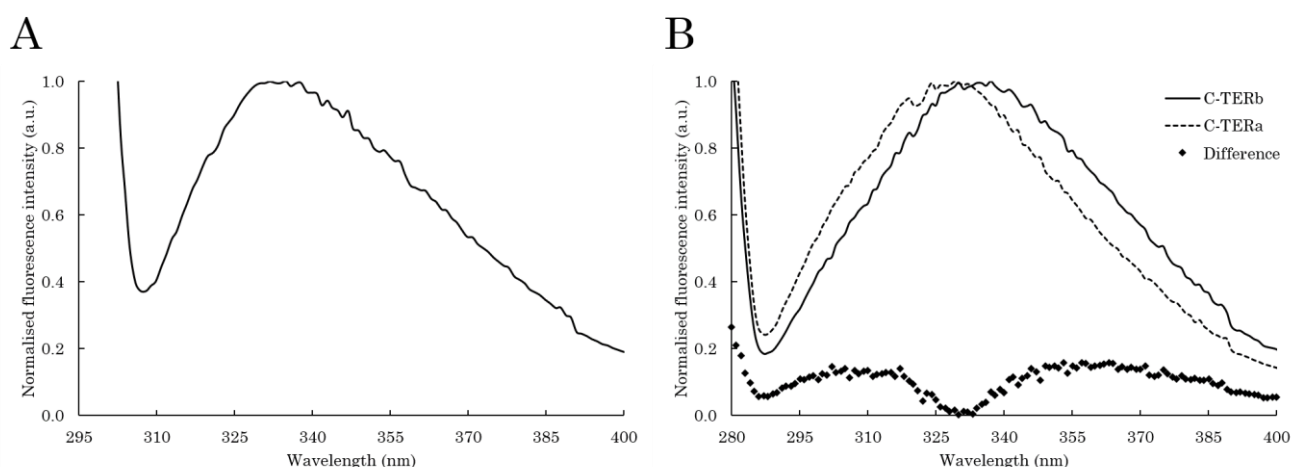 A
Normalised fluorescence intensity (a.u.)
1.0
0.8
0.6
0.4
0.2
0.0
295 310 325 340 355 370 385 400
Wavelength (nm)
B
Normalised fluorescence intensity (a.u.)
1.0
0.8
0.6
0.4
0.2
0.0
280 295 310 325 340 355 370 385 400
Wavelength (nm)
C-TERb
C-TERa
Difference